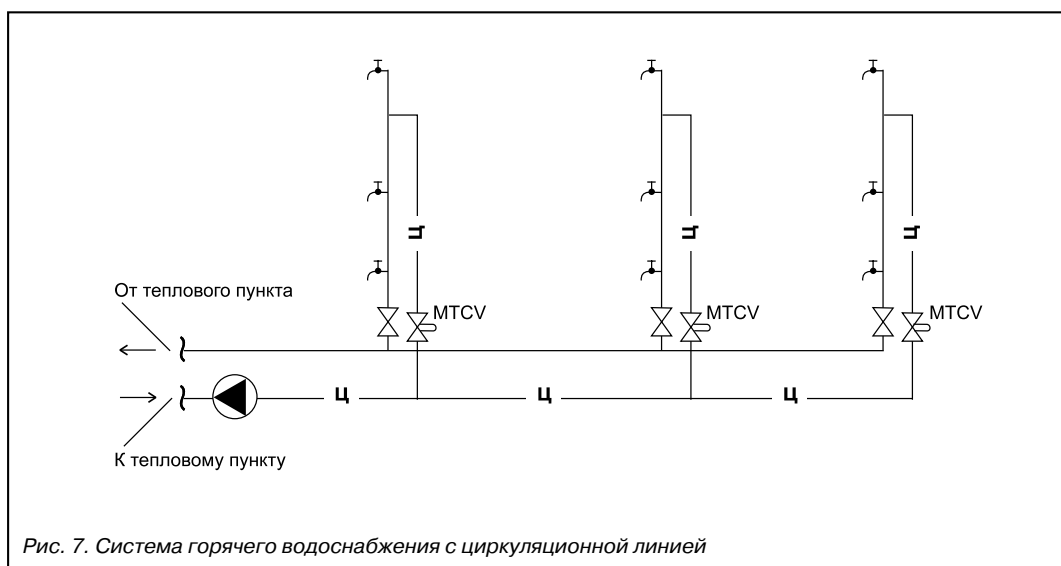 Ц
Ц
Ц
От теплового пункта
MTCV
MTCV
MTCV
Ц
Ц
Ц
К тепловому пункту
Рис. 7. Система горячего водоснабжения с циркуляционной линией